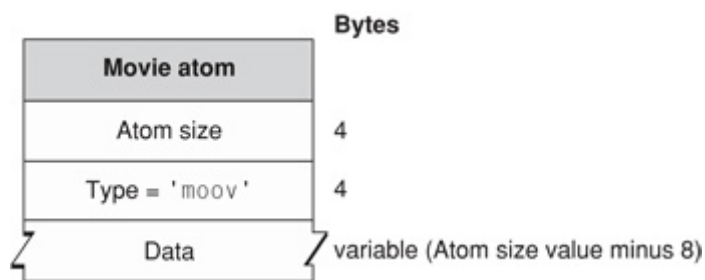 Bytes
Movie atom
Atom size 4
Type = 'moov' 4
Data variable (Atom size value minus 8)